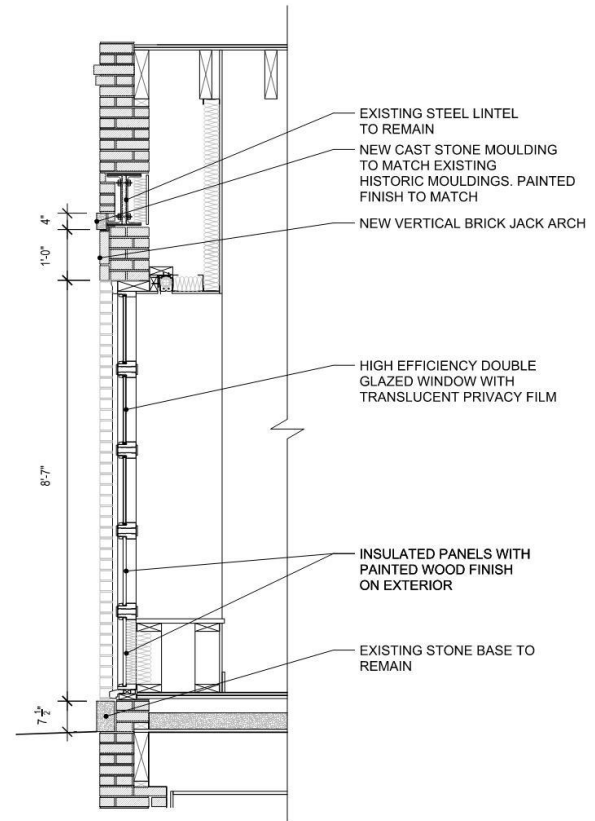 EXISTING STEEL LINTEL
TO REMAIN
NEW CAST STONE MOULDING
TO MATCH EXISTING
HISTORIC MOULDINGS. PAINTED
FINISH TO MATCH
4"
NEW VERTICAL BRICK JACK ARCH
1'-0"
HIGH EFFICIENCY DOUBLE
GLAZED WINDOW WITH
TRANSLUCENT PRIVACY FILM
8'-7"
INSULATED PANELS WITH
PAINTED WOOD FINISH
ON EXTERIOR
EXISTING STONE BASE TO
REMAIN
7 1/2"